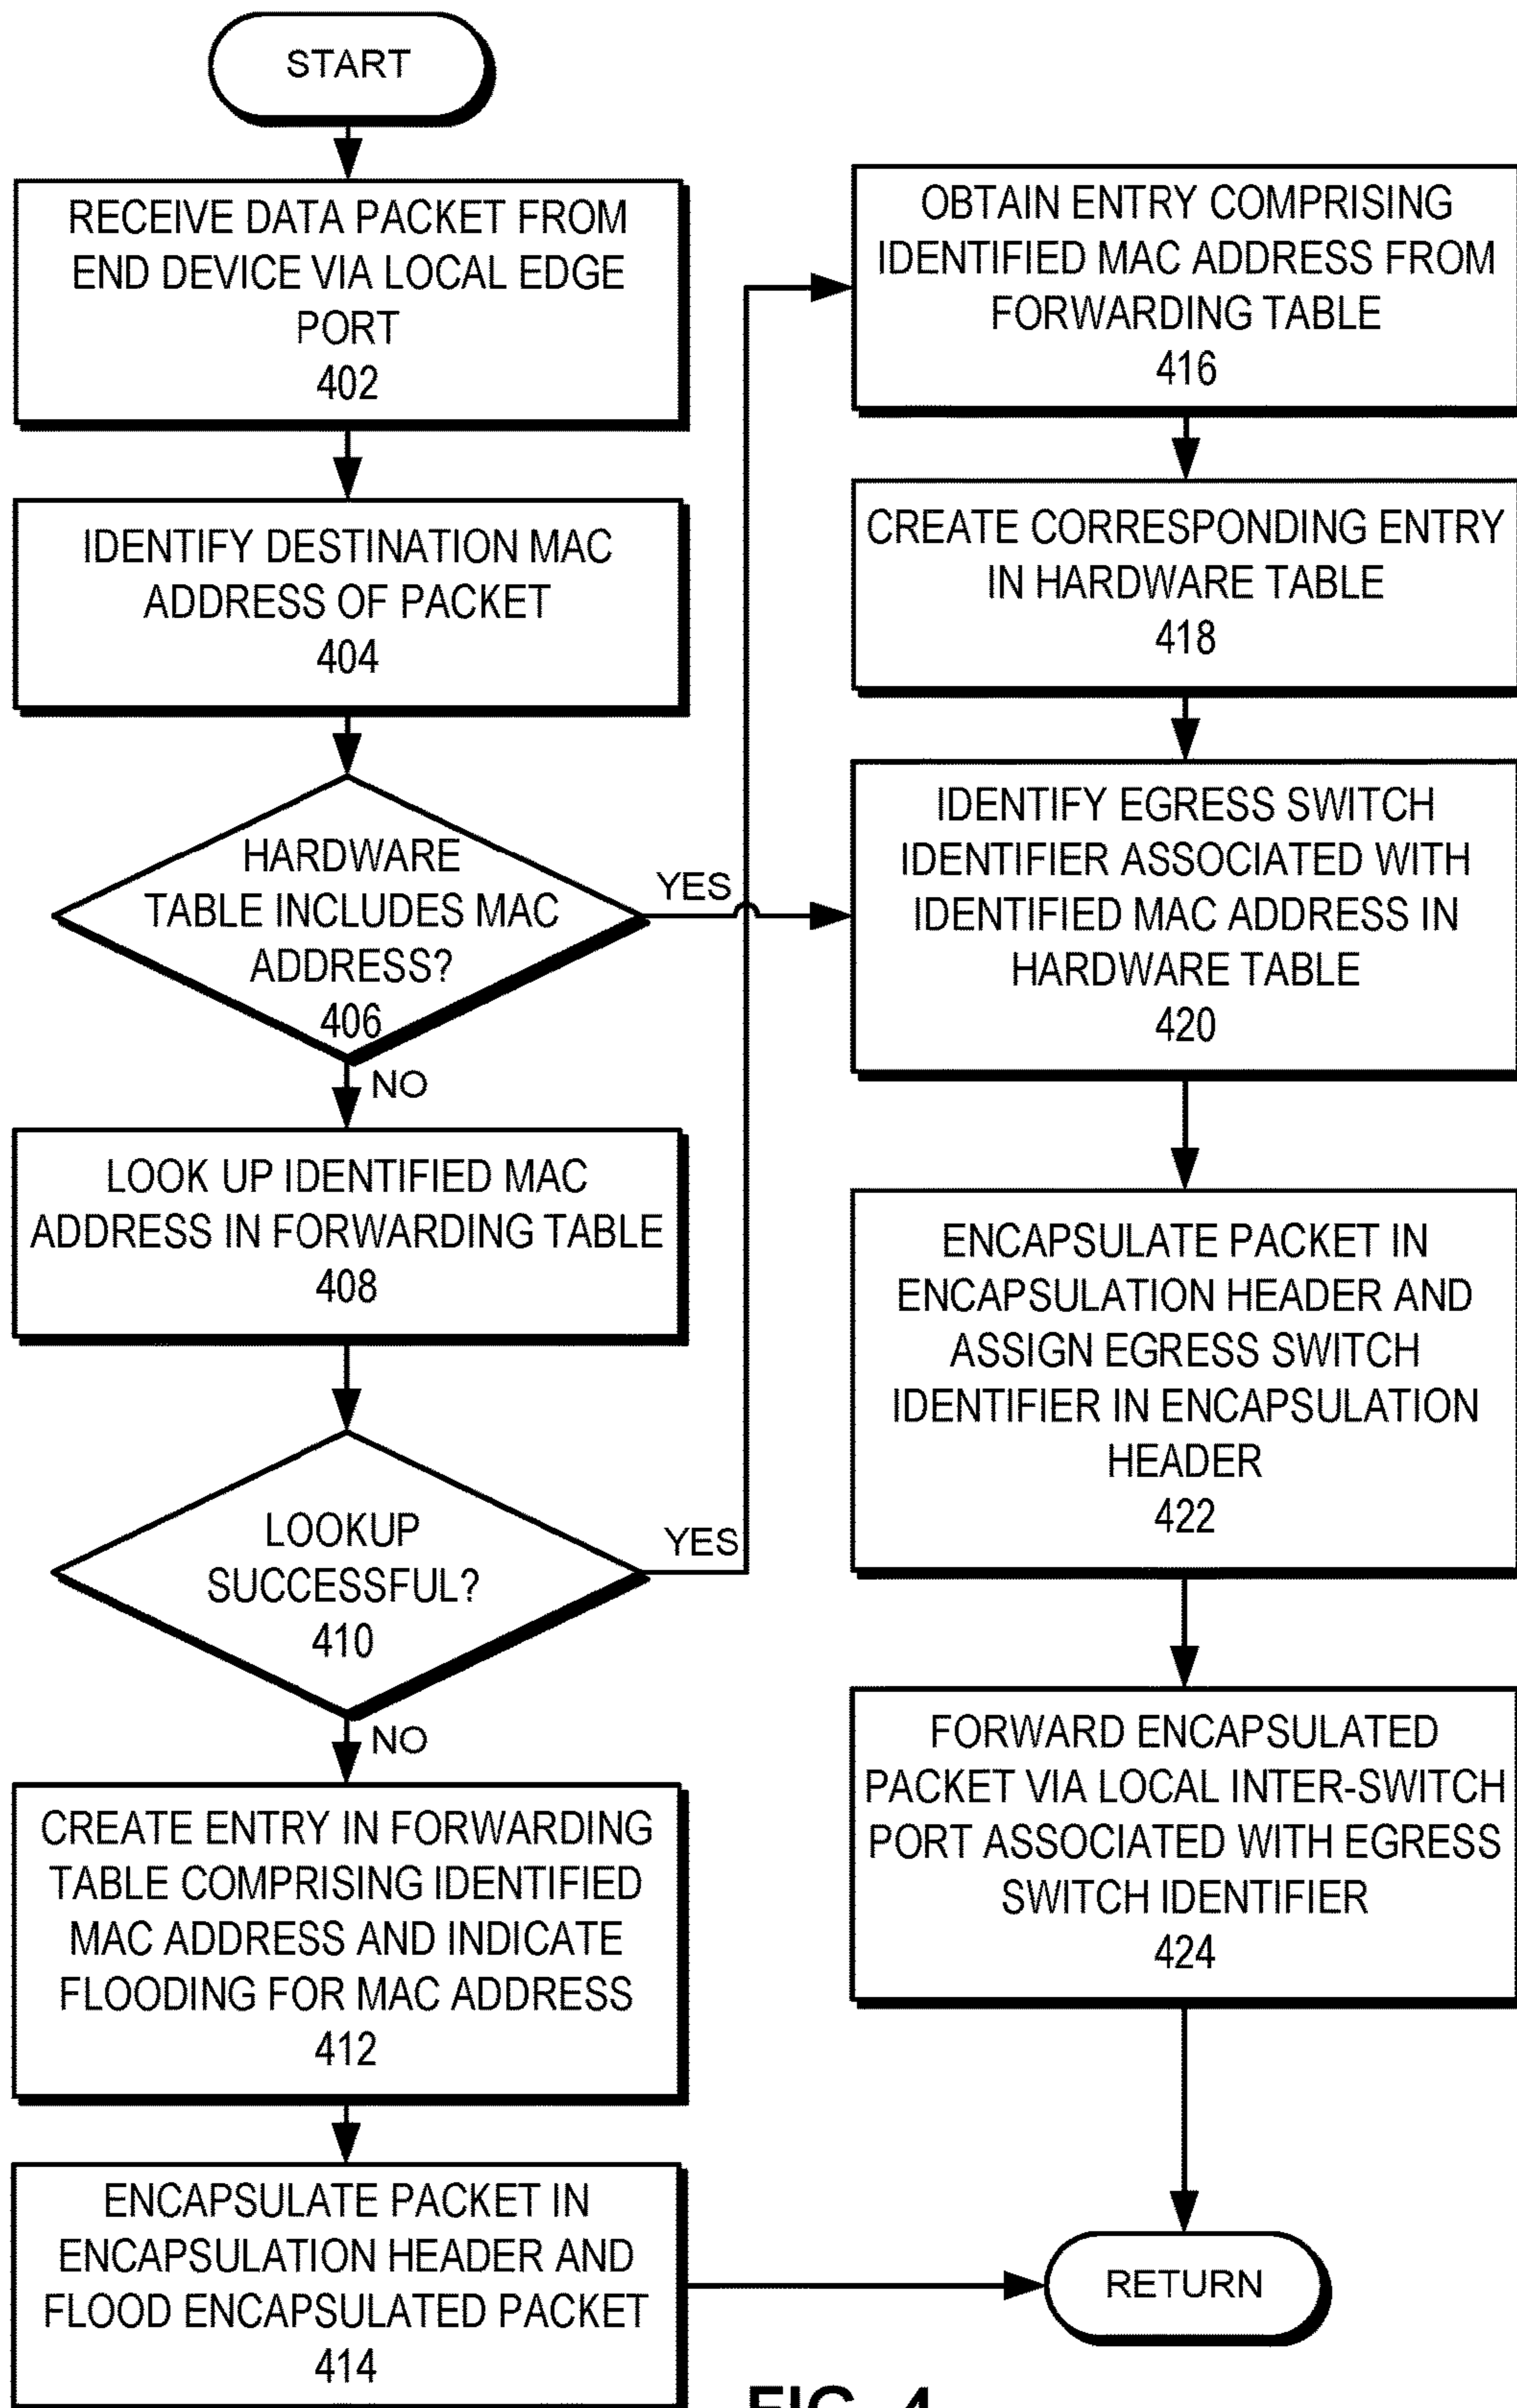 START
RECEIVE DATA PACKET FROM
END DEVICE VIA LOCAL EDGE
PORT
402
IDENTIFY DESTINATION MAC
ADDRESS OF PACKET
404
HARDWARE
TABLE INCLUDES MAC
ADDRESS?
406
YES
NO
LOOK UP IDENTIFIED MAC
ADDRESS IN FORWARDING TABLE
408
LOOKUP
SUCCESSFUL?
410
YES
NO
CREATE ENTRY IN FORWARDING
TABLE COMPRISING IDENTIFIED
MAC ADDRESS AND INDICATE
FLOODING FOR MAC ADDRESS
412
ENCAPSULATE PACKET IN
ENCAPSULATION HEADER AND
FLOOD ENCAPSULATED PACKET
414
OBTAIN ENTRY COMPRISING
IDENTIFIED MAC ADDRESS FROM
FORWARDING TABLE
416
CREATE CORRESPONDING ENTRY
IN HARDWARE TABLE
418
IDENTIFY EGRESS SWITCH
IDENTIFIER ASSOCIATED WITH
IDENTIFIED MAC ADDRESS IN
HARDWARE TABLE
420
ENCAPSULATE PACKET IN
ENCAPSULATION HEADER AND
ASSIGN EGRESS SWITCH
IDENTIFIER IN ENCAPSULATION
HEADER
422
FORWARD ENCAPSULATED
PACKET VIA LOCAL INTER-SWITCH
PORT ASSOCIATED WITH EGRESS
SWITCH IDENTIFIER
424
RETURN
FIG. 4